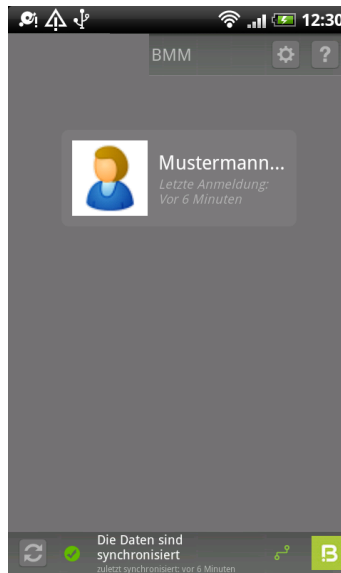 12:30
BMM
?
Mustermann...
Letzte Anmeldung:
Vor 6 Minuten
Die Daten sind
synchronisiert
zuletzt synchronisiert: vor 6 Minuten
B